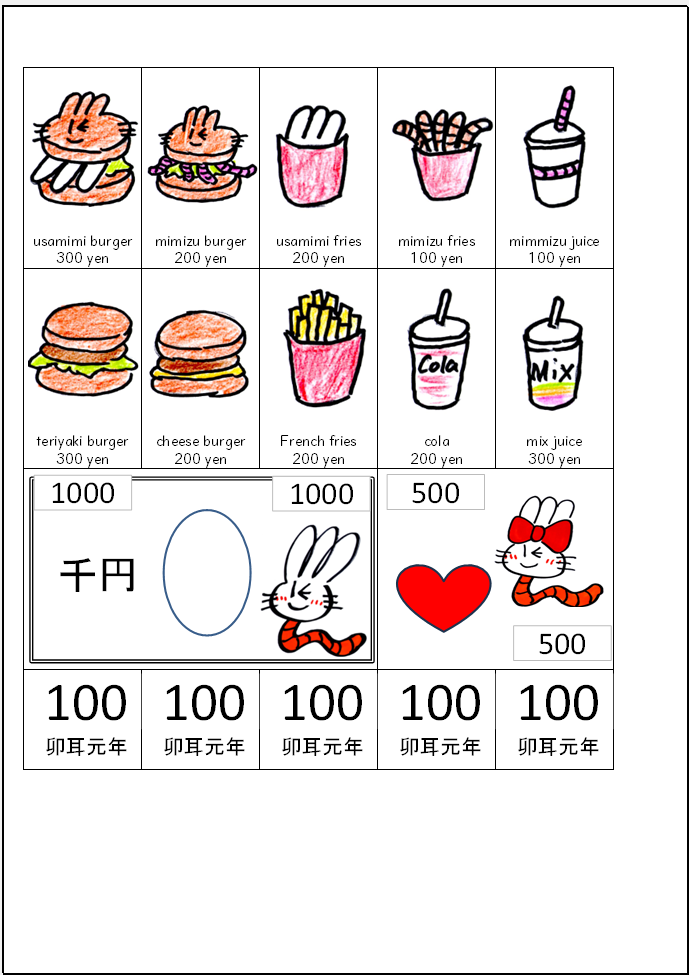 usamimi burger
300 yen
mimizu burger
200 yen
usamimi fries
200 yen
mimizu fries
100 yen
mimmizu juice
100 yen
Cola
Mix
teriyaki burger
300 yen
cheese burger
200 yen
French fries
200 yen
cola
200 yen
mix juice
300 yen
1000
1000
千円
500
500
100
卯耳元年
100
卯耳元年
100
卯耳元年
100
卯耳元年
100
卯耳元年